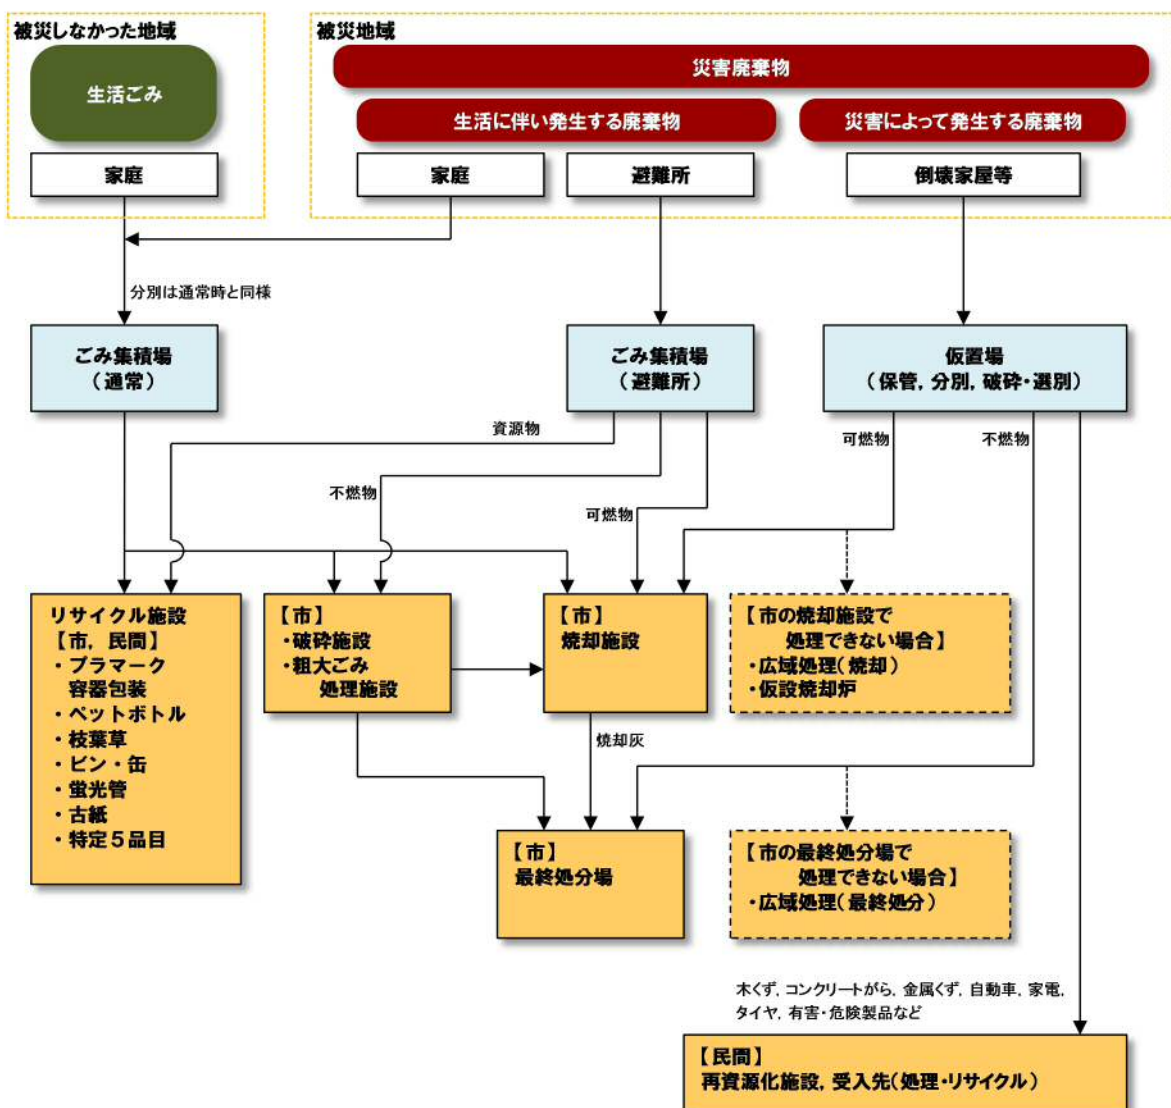 被災しなかった地域
生活ごみ
家庭
被災地域
災害廃棄物
生活に伴い発生する廃棄物
災害によって発生する廃棄物
家庭
避難所
倒壊家屋等
分別は通常時と同様
ごみ集積場
（通常）
ごみ集積場
（避難所）
仮置場
（保管，分別，破砕・選別）
資源物
不燃物
可燃物
可燃物
不燃物
リサイクル施設
【市，民間】
・プラマーク
容器包装
・ペットボトル
・枝葉草
・ビン・缶
・蛍光管
・古紙
・特定５品目
【市】
・破砕施設
・粗大ごみ
処理施設
【市】
焼却施設
【市の焼却施設で
処理できない場合】
・広域処理（焼却）
・仮設焼却炉
焼却灰
【市】
最終処分場
【市の最終処分場で
処理できない場合】
・広域処理（最終処分）
木くず，コンクリートがら，金属くず，自動車，家電，
タイヤ，有害・危険製品など
【民間】
再資源化施設，受入先（処理・リサイクル）